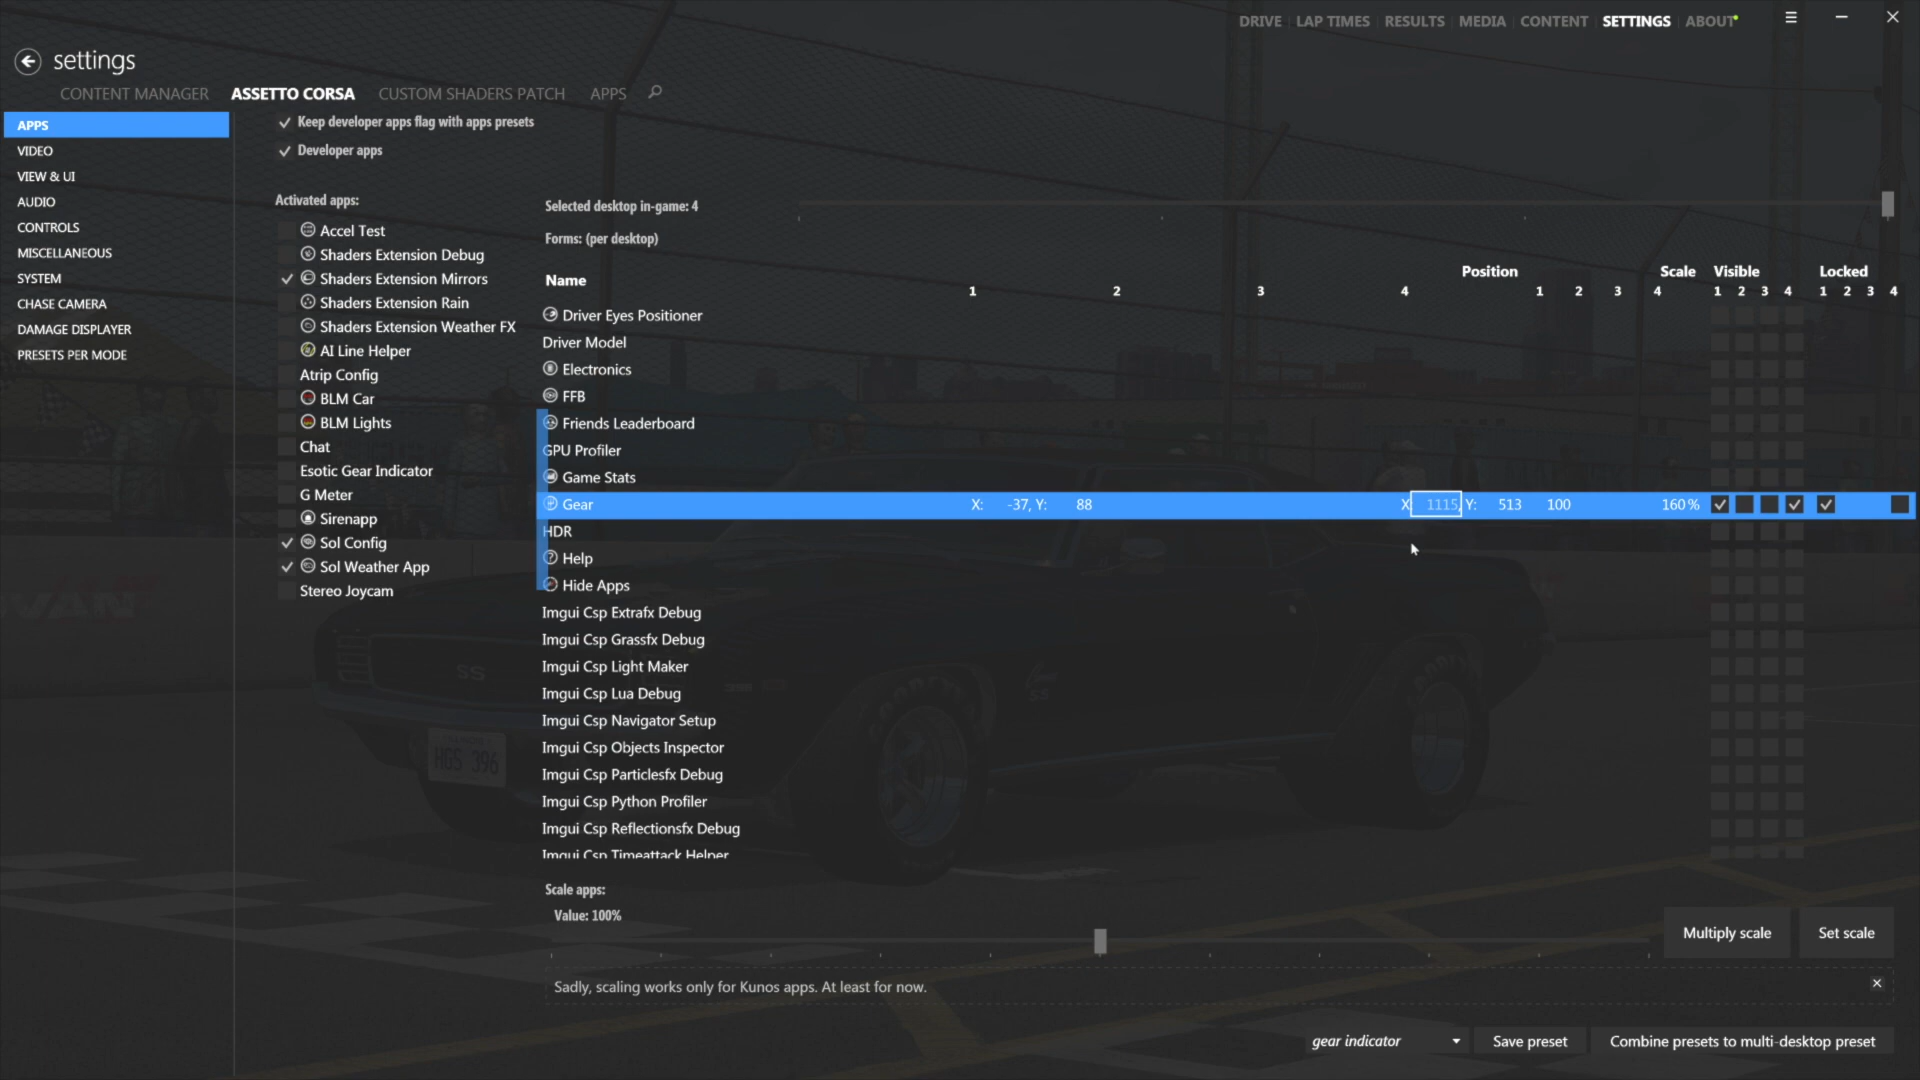 DRIVE LAP TIMES RESULTS MEDIA CONTENT SETTINGS ABOUT
settings
CONTENT MANAGER ASSETTO CORSA CUSTOM SHADERS PATCH APPS
APPS
VIDEO
VIEW & UI
AUDIO
CONTROLS
MISCELLANEOUS
SYSTEM
CHASE CAMERA
DAMAGE DISPLAYER
PRESETS PER MODE
Keep developer apps flag with apps presets
Developer apps
Activated apps:
Accel Test
Shaders Extension Debug
Shaders Extension Mirrors
Shaders Extension Rain
Shaders Extension Weather FX
AI Line Helper
Atrip Config
BLM Car
BLM Lights
Chat
Esotic Gear Indicator
G Meter
Sirenapp
Sol Config
Sol Weather App
Stereo Joycam
Selected desktop in-game: 4
Forms: (per desktop)
Name Position Scale Visible Locked
1 2 3 4 1 2 3 4 1 2 3 4 1 2 3 4
Driver Eyes Positioner
Driver Model
Electronics
FFB
Friends Leaderboard
GPU Profiler
Game Stats
Gear X: -37, Y: 88 X 1115, Y: 513 100 160%
HDR
Help
Hide Apps
Imgui Csp Extrafx Debug
Imgui Csp Grassfx Debug
Imgui Csp Light Maker
Imgui Csp Lua Debug
Imgui Csp Navigator Setup
Imgui Csp Objects Inspector
Imgui Csp Particlesfx Debug
Imgui Csp Python Profiler
Imgui Csp Reflectionsfx Debug
Imgui Csp Timeattack Helper
Scale apps:
Value: 100%
Multiply scale Set scale
Sadly, scaling works only for Kunos apps. At least for now.
gear indicator Save preset Combine presets to multi-desktop preset
SS
HGS 396